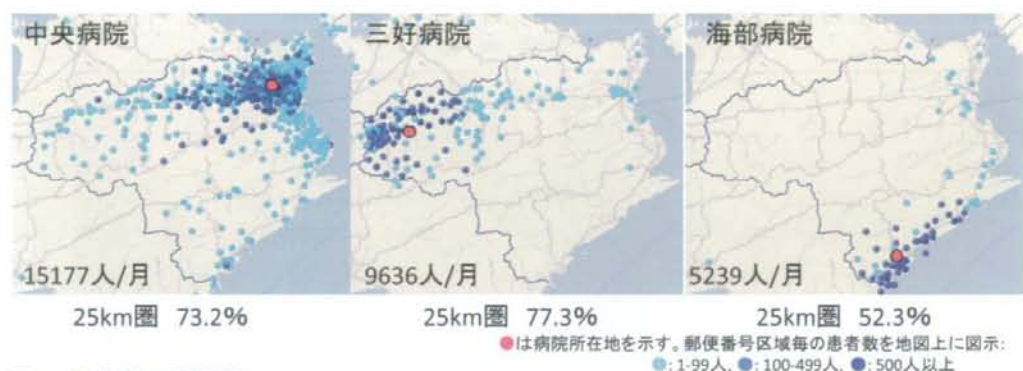 中央病院
三好病院
海部病院
15177人/月
9636人/月
5239人/月
25km圏 73.2%
25km圏 77.3%
25km圏 52.3%
●は病院所在地を示す。郵便番号区域毎の患者数を地図上に図示:
●: 1-99人, ●: 100-499人, ●: 500人以上